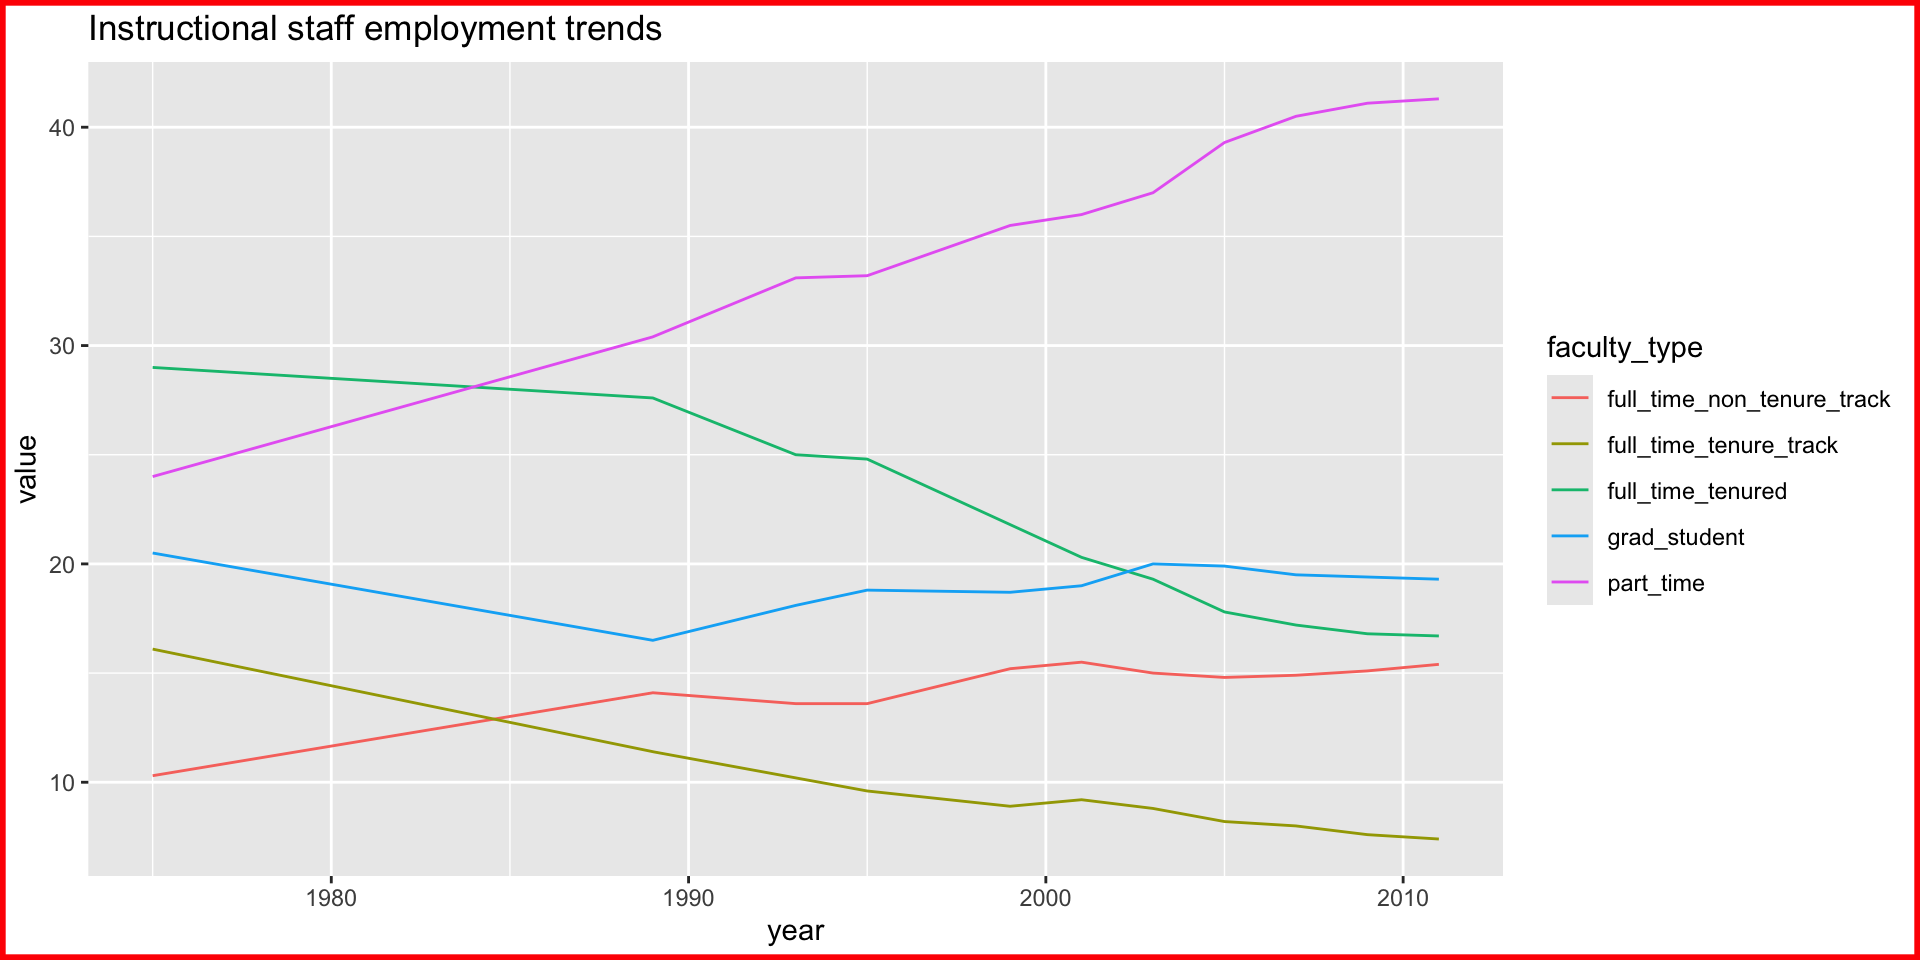 Instructional staff employment trends
value
40
30
20
10
1980
1990
2000
2010
year
faculty_type
full_time_non_tenure_track
full_time_tenure_track
full_time_tenured
grad_student
part_time